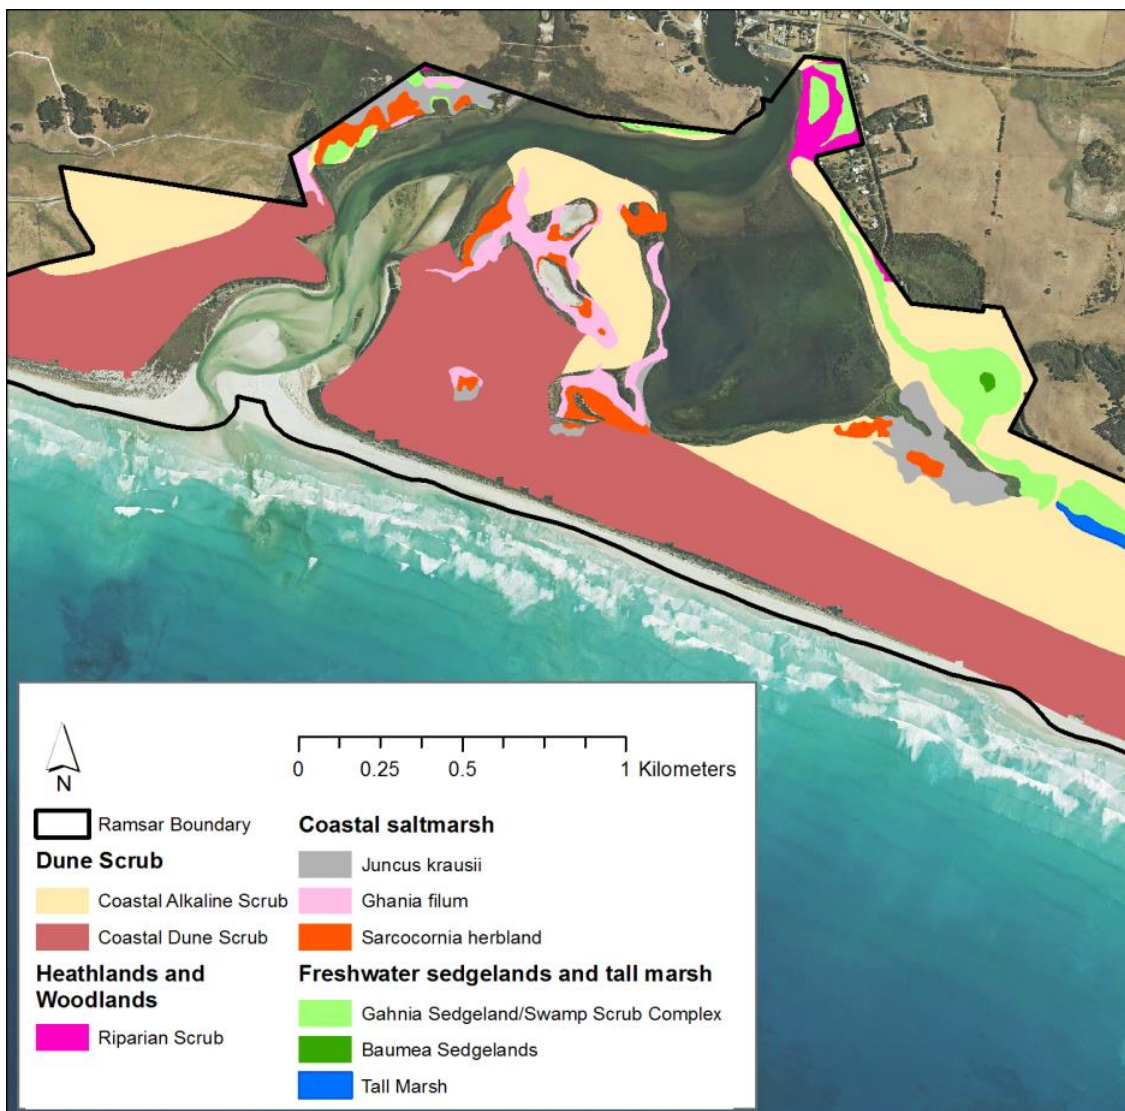 N
0 0.25 0.5 1 Kilometers
Ramsar Boundary
Dune Scrub
Coastal Alkaline Scrub
Coastal Dune Scrub
Heathlands and
Woodlands
Riparian Scrub
Coastal saltmarsh
Juncus krausii
Ghania filum
Sarcocornia herbland
Freshwater sedgelands and tall marsh
Gahnia Sedgeland/Swamp Scrub Complex
Baumea Sedgelands
Tall Marsh